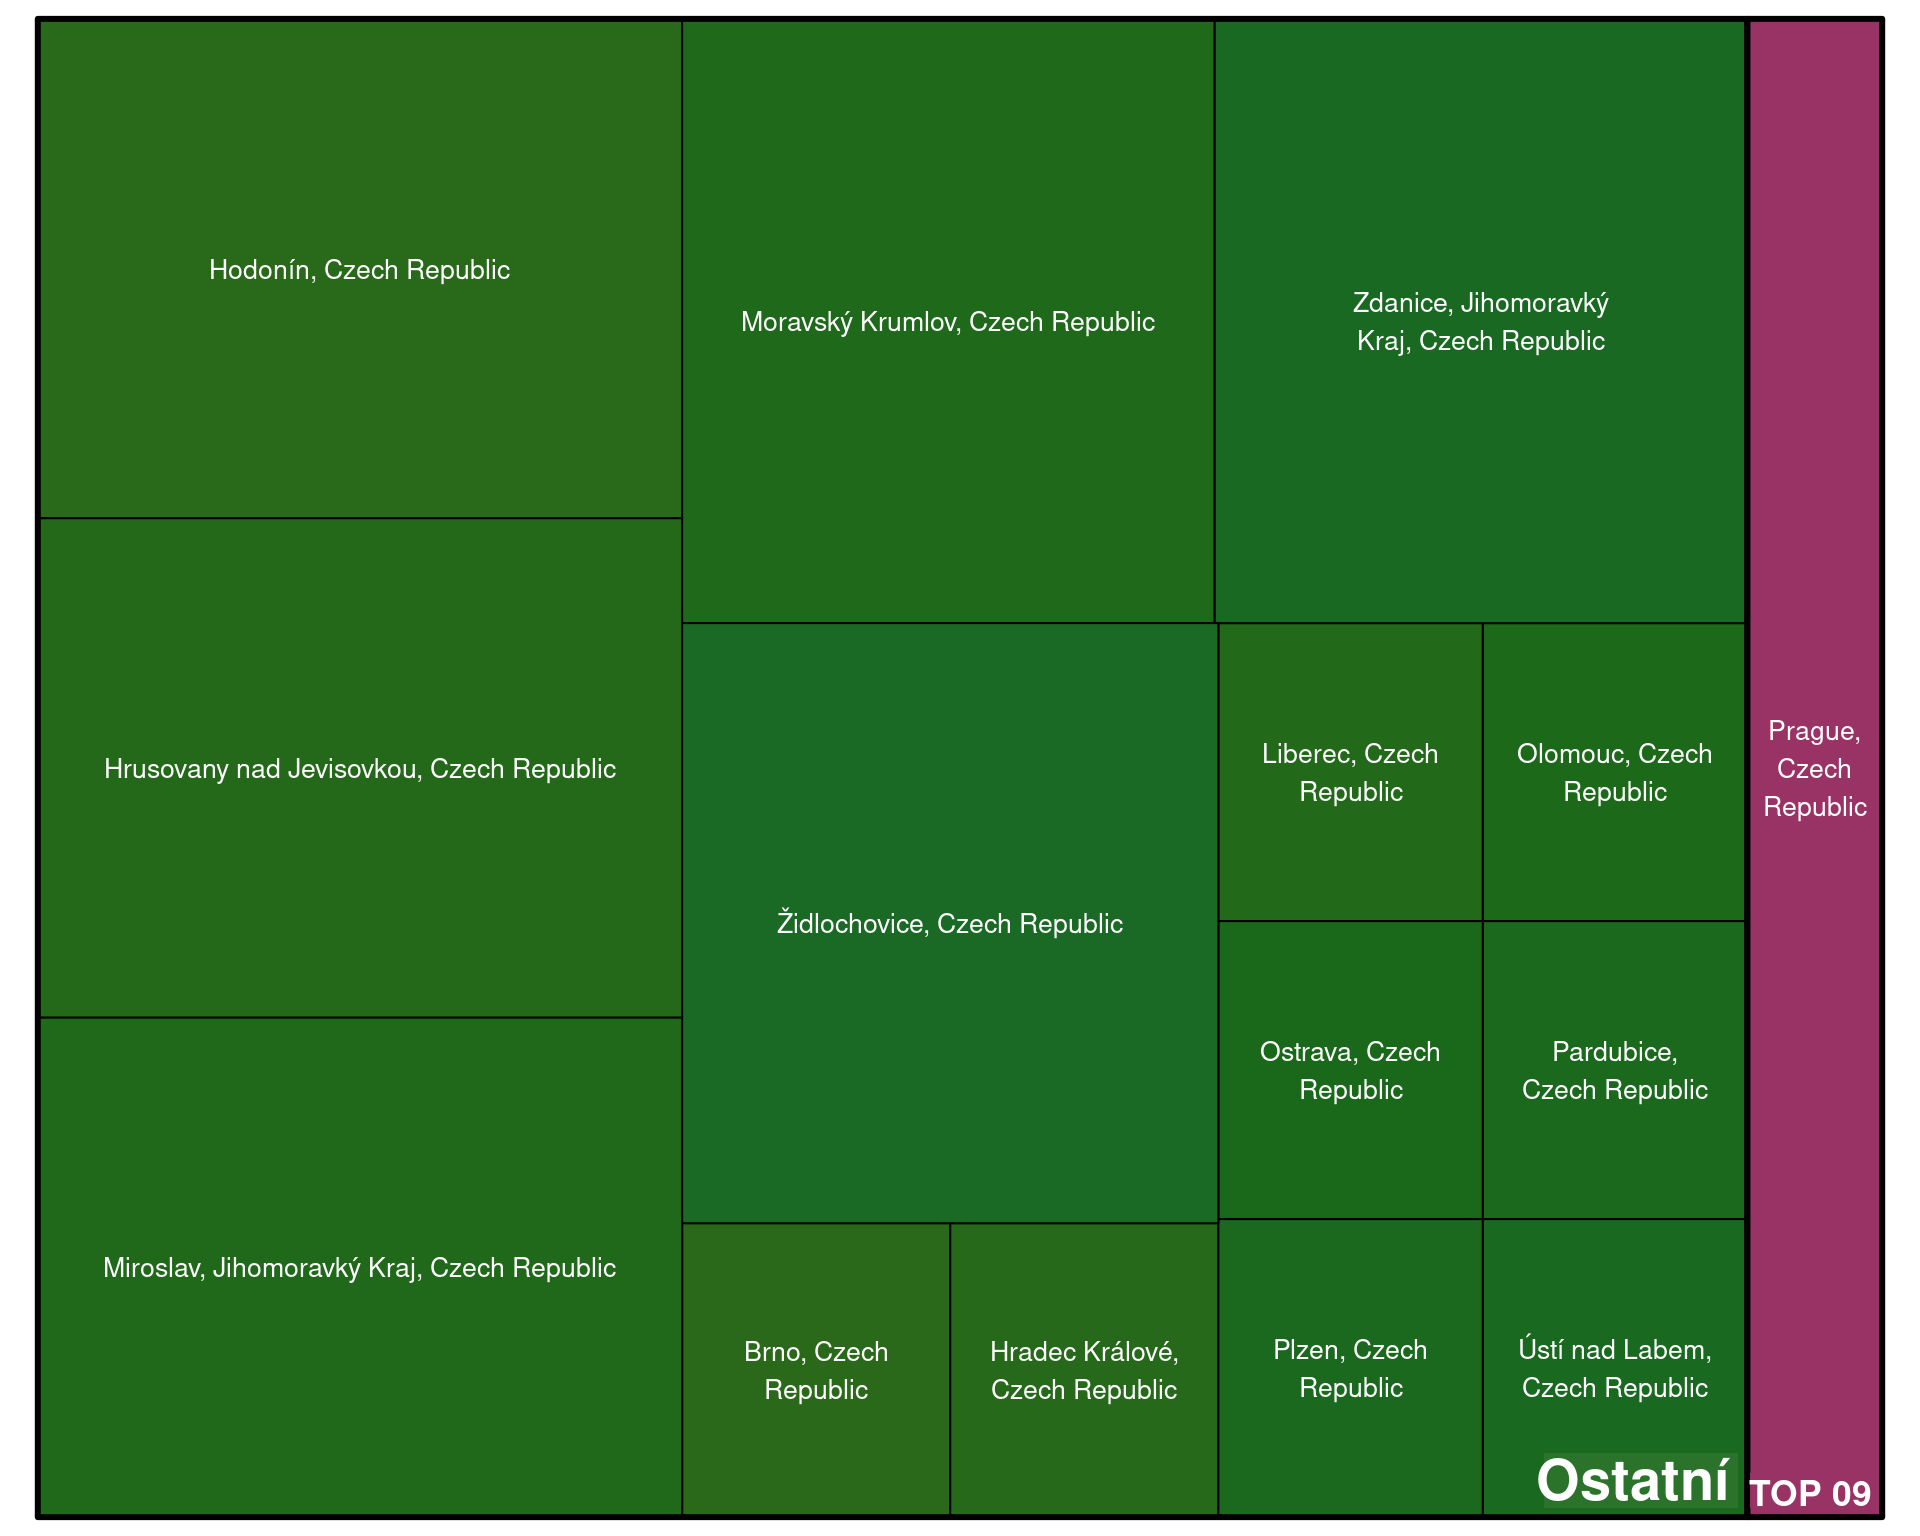 Hodonín, Czech Republic
Hrusovany nad Jevisovkou, Czech Republic
Miroslav, Jihomoravký Kraj, Czech Republic
Moravský Krumlov, Czech Republic
Zdanice, Jihomoravký
Kraj, Czech Republic
Židlochovice, Czech Republic
Brno, Czech
Republic
Hradec Králové,
Czech Republic
Liberec, Czech
Republic
Olomouc, Czech
Republic
Ostrava, Czech
Republic
Pardubice,
Czech Republic
Plzen, Czech
Republic
Ústí nad Labem,
Czech Republic
Ostatní
Prague,
Czech
Republic
TOP 09